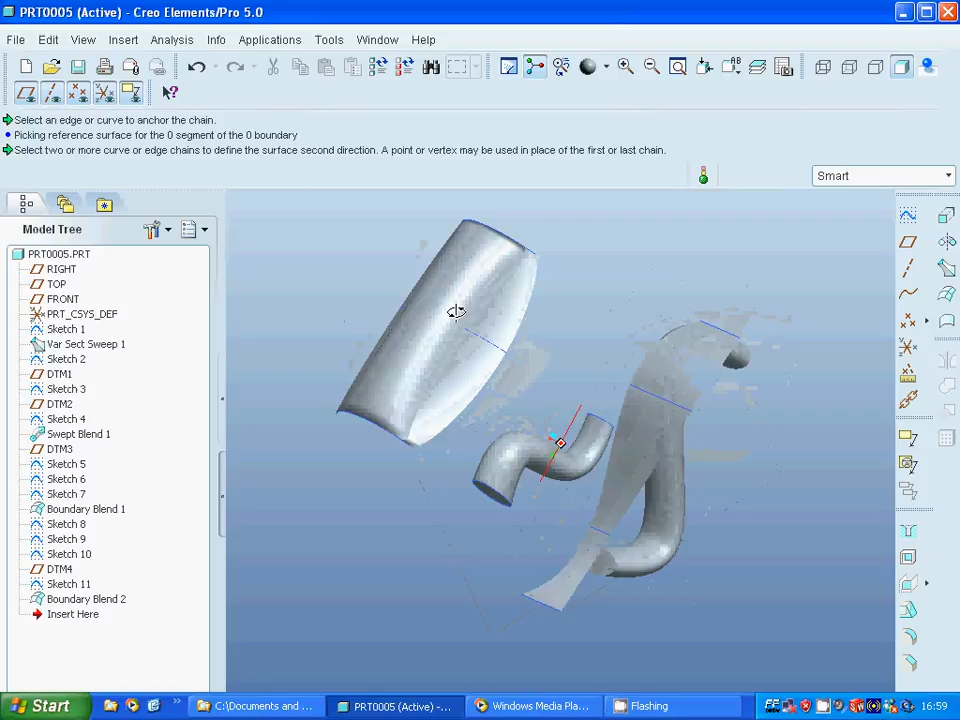 PRT0005 (Active) - Creo Elements/Pro 5.0
File Edit View Insert Analysis Info Applications Tools Window Help
Select an edge or curve to anchor the chain.
Picking reference surface for the 0 segment of the 0 boundary
Select two or more curve or edge chains to define the surface second direction. A point or vertex may be used in place of the first or last chain.
Smart
Model Tree
PRT0005.PRT
RIGHT
TOP
FRONT
PRT_CSYS_DEF
Sketch 1
Var Sect Sweep 1
Sketch 2
DTM1
Sketch 3
DTM2
Sketch 4
Swept Blend 1
DTM3
Sketch 5
Sketch 6
Sketch 7
Boundary Blend 1
Sketch 8
Sketch 9
Sketch 10
DTM4
Sketch 11
Boundary Blend 2
Insert Here
Start C:\Documents and ... PRT0005 (Active) -... Windows Media Pla... Flashing 16:59